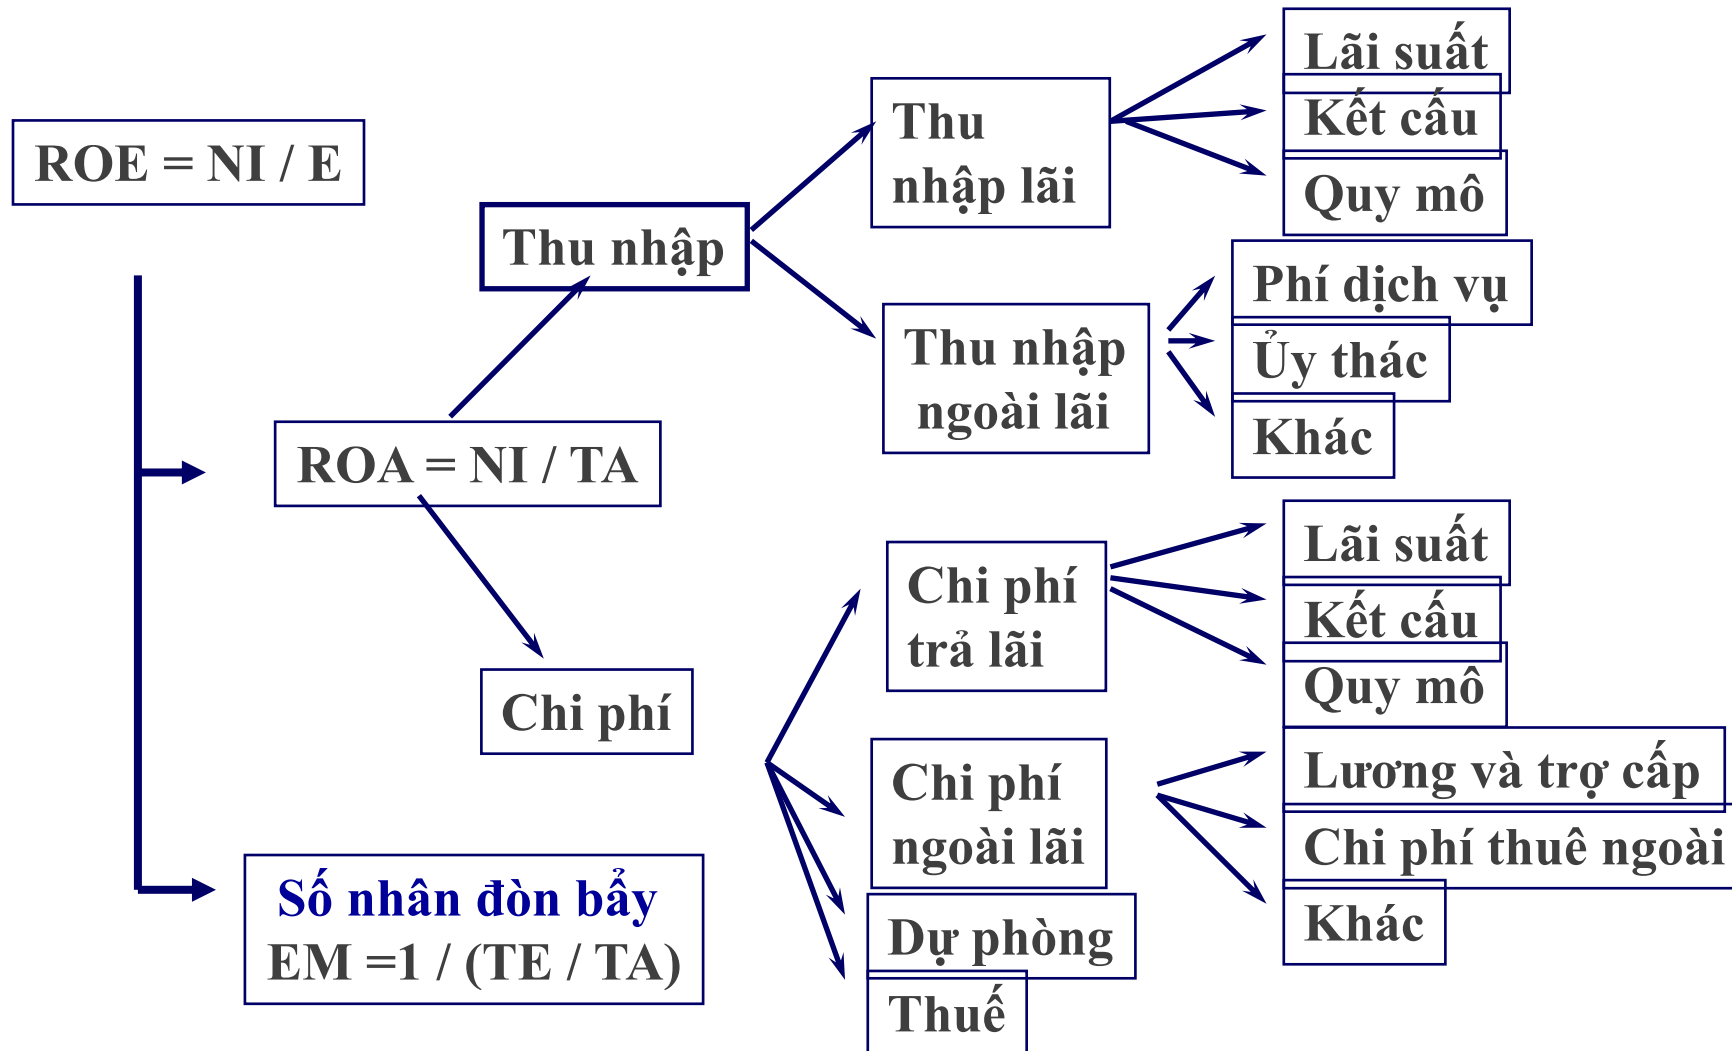 ROE = NI / E
Thu nhập
Thu
nhập lãi
Lãi suất
Kết cấu
Quy mô
Thu nhập
ngoài lãi
Phí dịch vụ
Ủy thác
Khác
ROA = NI / TA
Chi phí
Chi phí
trả lãi
Lãi suất
Kết cấu
Quy mô
Chi phí
ngoài lãi
Lương và trợ cấp
Chi phí thuê ngoài
Khác
Dự phòng
Thuế
Số nhân đòn bẩy
EM =1 / (TE / TA)